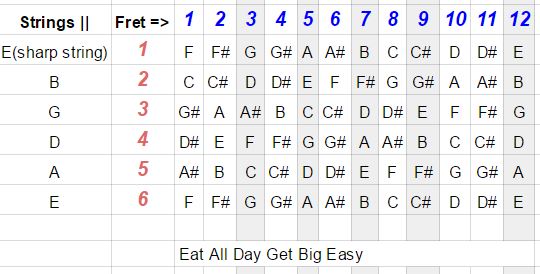 Strings || Fret => 1 2 3 4 5 6 7 8 9 10 11 12
E(sharp string) 1 F F# G G# A A# B C C# D D# E
B 2 C C# D D# E F F# G G# A A# B
G 3 G# A A# B C C# D D# E F F# G
D 4 D# E F F# G G# A A# B C C# D
A 5 A# B C C# D D# E F F# G G# A
E 6 F F# G G# A A# B C C# D D# E
Eat All Day Get Big Easy